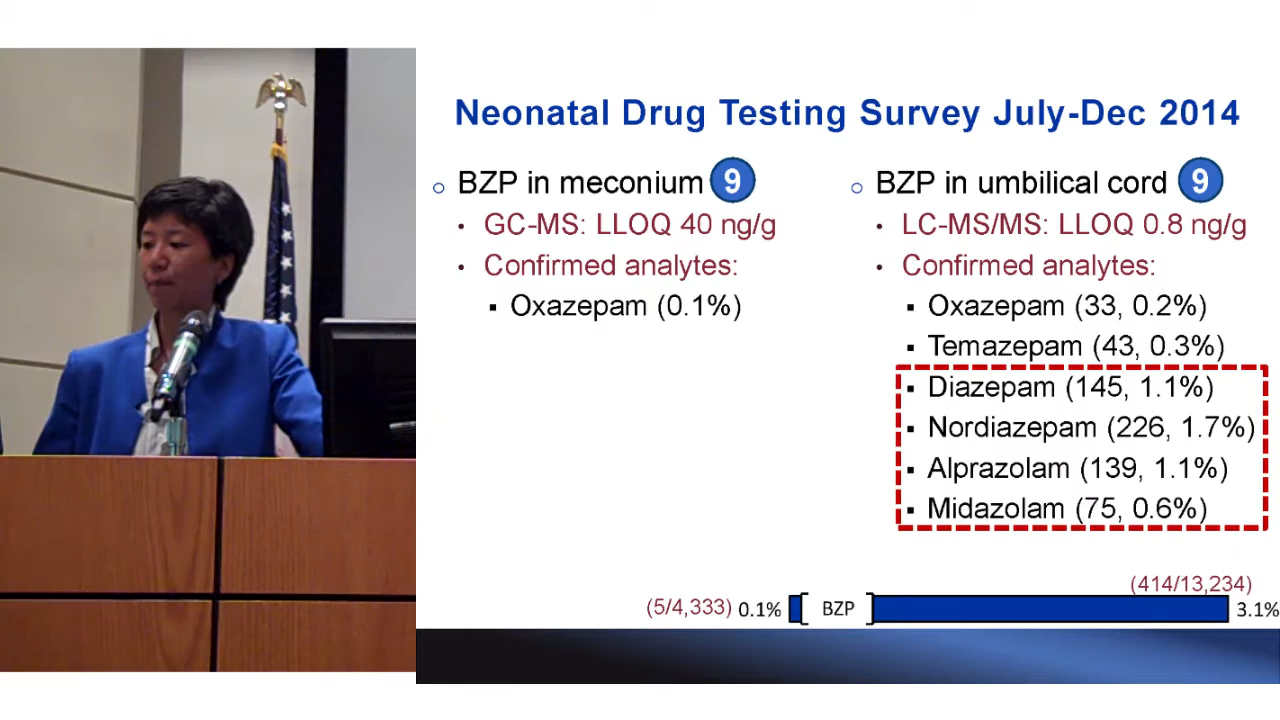 Neonatal Drug Testing Survey July-Dec 2014
BZP in meconium 9
GC-MS: LLOQ 40 ng/g
Confirmed analytes:
Oxazepam (0.1%)
BZP in umbilical cord 9
LC-MS/MS: LLOQ 0.8 ng/g
Confirmed analytes:
Oxazepam (33, 0.2%)
Temazepam (43, 0.3%)
Diazepam (145, 1.1%)
Nordiazepam (226, 1.7%)
Alprazolam (139, 1.1%)
Midazolam (75, 0.6%)
(414/13,234)
(5/4,333) 0.1% BZP 3.1%